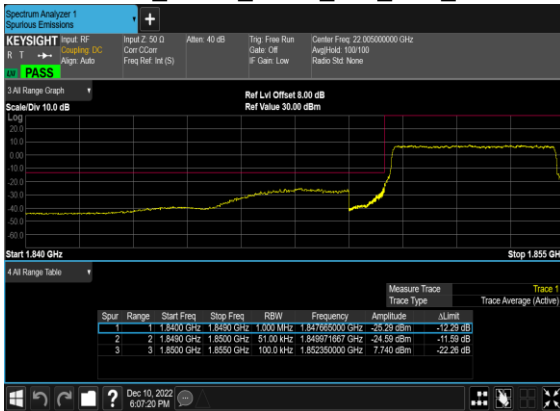 Spectrum Analyzer 1
Spurious Emissions
KEYSIGHT Input: RF Input Z: 50 Ω Atten: 40 dB Trig: Free Run Center Freq: 22.005000000 GHz
R T Coupling: DC Corr CCorr Gate: Off Avg|Hold: 100/100
Align: Auto Freq Ref: Int (S) IF Gain: Low Radio Std: None
LNI PASS
3 All Range Graph Ref Lvl Offset 8.00 dB
Scale/Div 10.0 dB Ref Value 30.00 dBm
Log
20.0
10.0
0.00
-10.0
-20.0
-30.0
-40.0
-50.0
-60.0
Start 1.840 GHz Stop 1.855 GH
4 All Range Table
Measure Trace Trace 1
Trace Type Trace Average (Active)
Spur Range Start Freq Stop Freq RBW Frequency Amplitude ΔLimit
1 1 1.8400 GHz 1.8490 GHz 1.000 MHz 1.847665000 GHz -25.29 dBm -12.29 dB
2 2 1.8490 GHz 1.8500 GHz 51.00 kHz 1.849971667 GHz -24.59 dBm -11.59 dB
3 3 1.8500 GHz 1.8550 GHz 100.0 kHz 1.852350000 GHz 7.740 dBm -22.26 dB
? Dec 10, 2022
6:07:20 PM